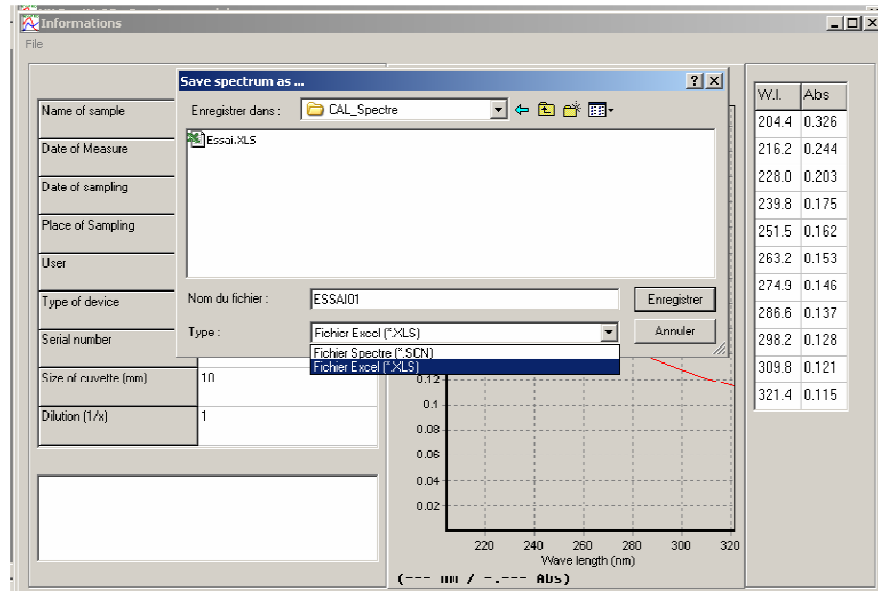 Informations
File
Save spectrum as ...
Enregistrer dans :
CAL_Spectre
Essai.XLS
Nom du fichier :
ESSAI01
Enregistrer
Type :
Fichier Excel (*.XLS)
Annuler
Fichier Spectre (*.SCN)
Fichier Excel (*.XLS)
Name of sample
Date of Measure
Date of sampling
Place of Sampling
User
Type of device
Serial number
Size of cuvette (mm)
10
Dilution (1/x)
1
0.12
0.1
0.08
0.06
0.04
0.02
220 240 260 280 300 320
Wave length (nm)
(--- nm / -.--- Abs)
W.l. Abs
204.4 0.326
216.2 0.244
228.0 0.203
239.8 0.175
251.5 0.162
263.2 0.153
274.9 0.146
286.6 0.137
298.2 0.128
309.8 0.121
321.4 0.115